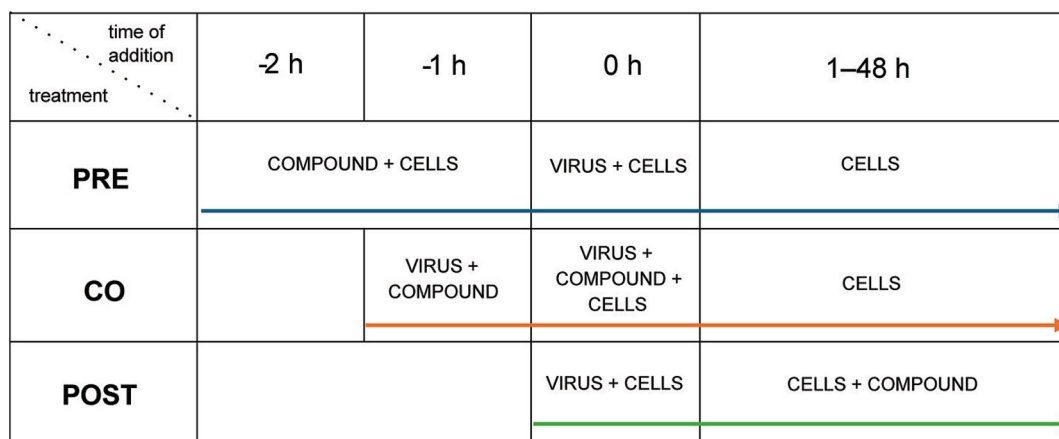 time of
addition
treatment
-2 h
-1 h
0 h
1–48 h
PRE
COMPOUND + CELLS
VIRUS + CELLS
CELLS
CO
VIRUS +
COMPOUND
VIRUS +
COMPOUND +
CELLS
CELLS
POST
VIRUS + CELLS
CELLS + COMPOUND